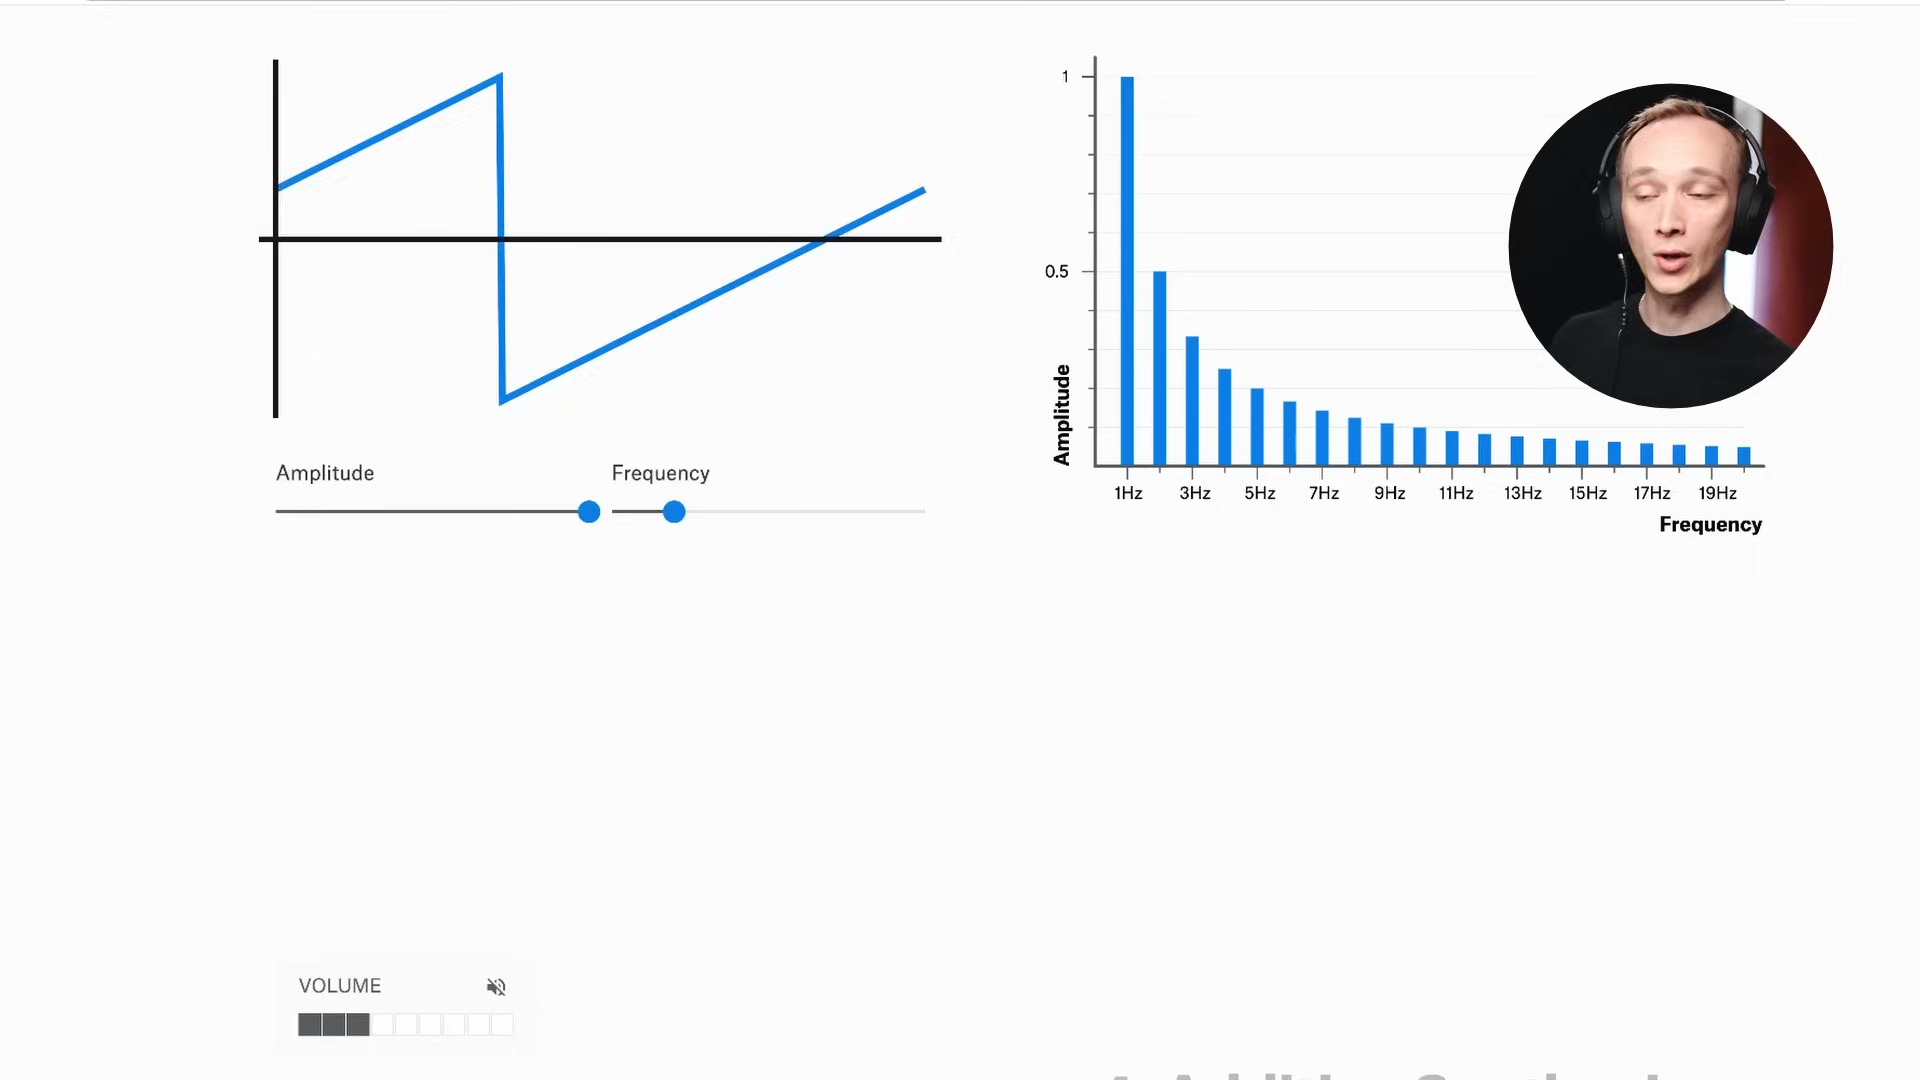 1
0.5
Amplitude
1Hz 3Hz 5Hz 7Hz 9Hz 11Hz 13Hz 15Hz 17Hz 19Hz
Frequency
Amplitude Frequency
VOLUME